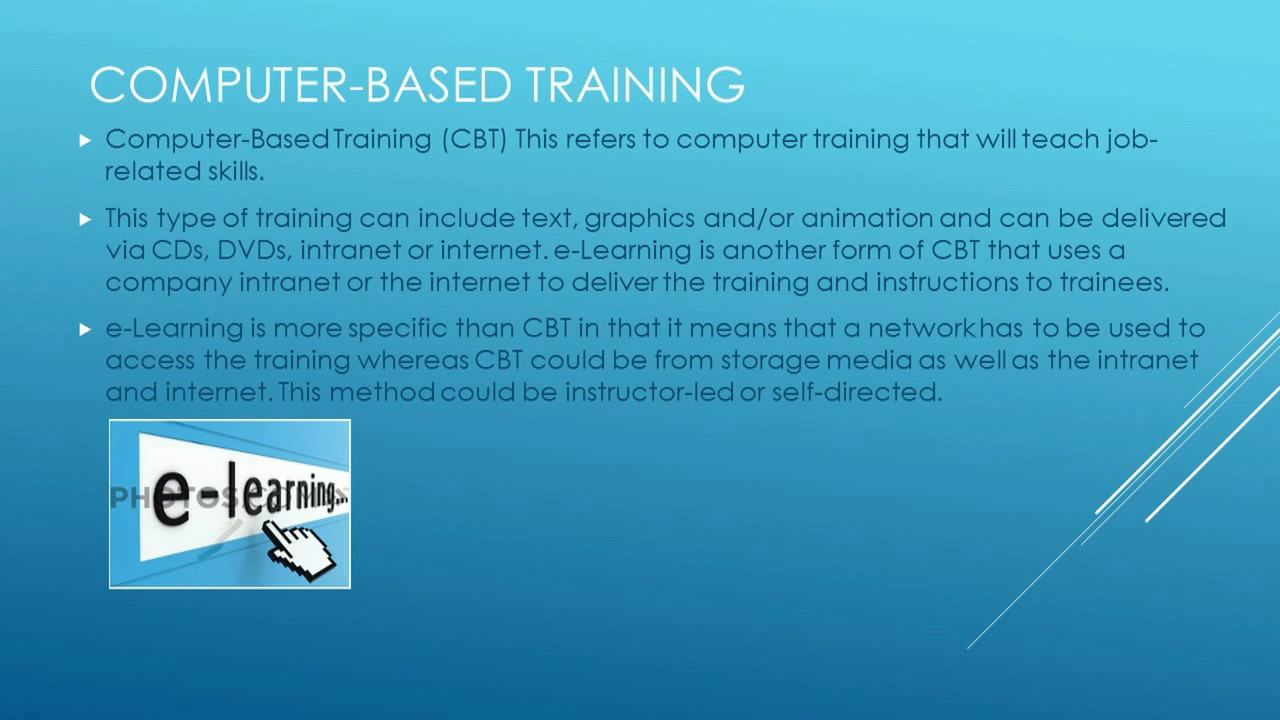 COMPUTER-BASED TRAINING
Computer-Based Training (CBT) This refers to computer training that will teach job-
related skills.
This type of training can include text, graphics and/or animation and can be delivered
via CDs, DVDs, intranet or internet. e-Learning is another form of CBT that uses a
company intranet or the internet to deliver the training and instructions to trainees.
e-Learning is more specific than CBT in that it means that a network has to be used to
access the training whereas CBT could be from storage media as well as the intranet
and internet. This method could be instructor-led or self-directed.
e-learning...